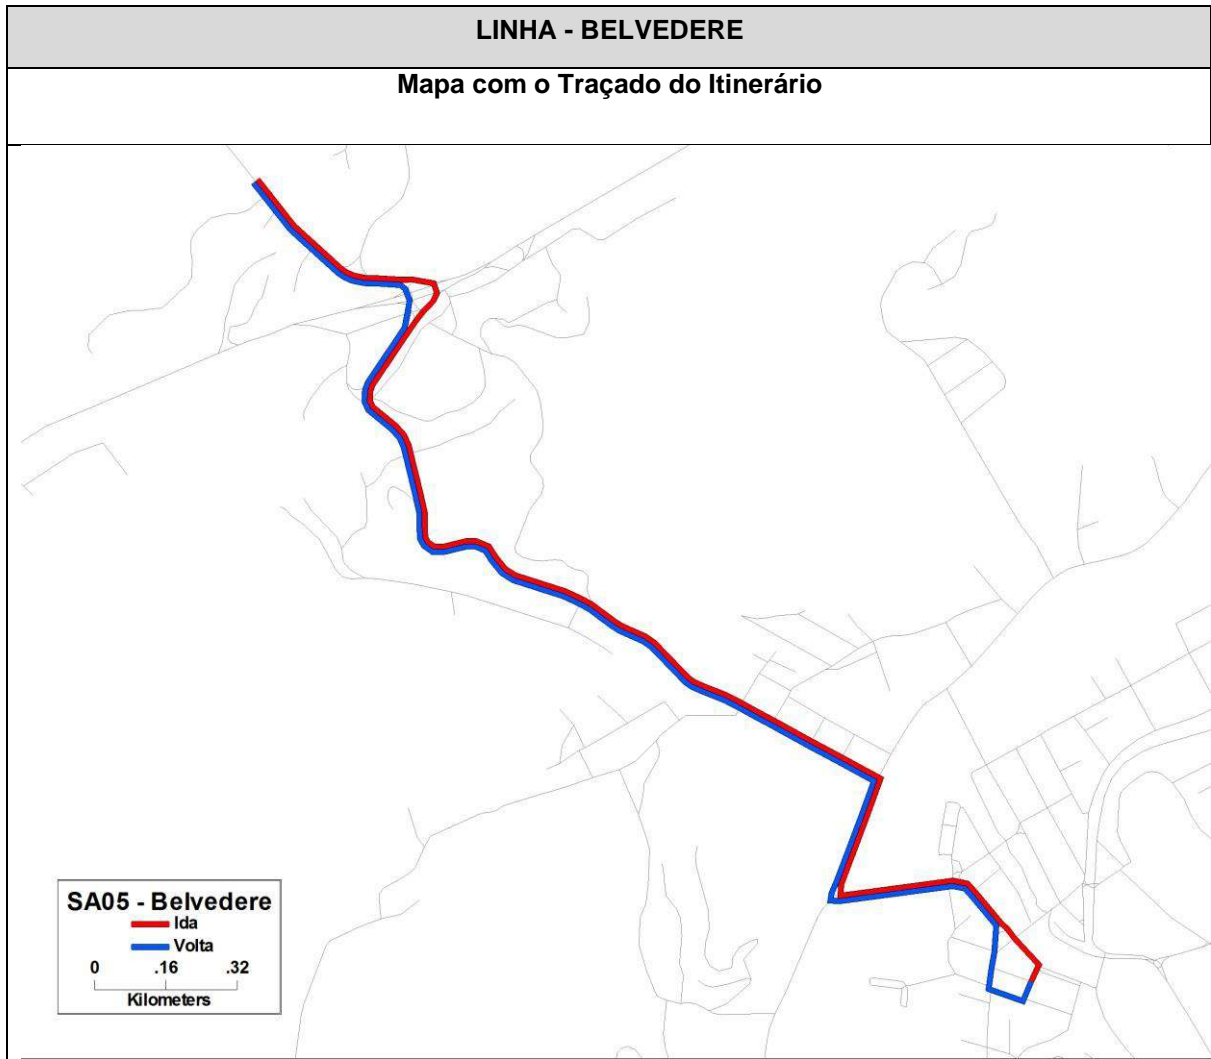 LINHA - BELVEDERE
Mapa com o Traçado do Itinerário
SA05 - Belvedere
Ida
Volta
0 .16 .32
Kilometers